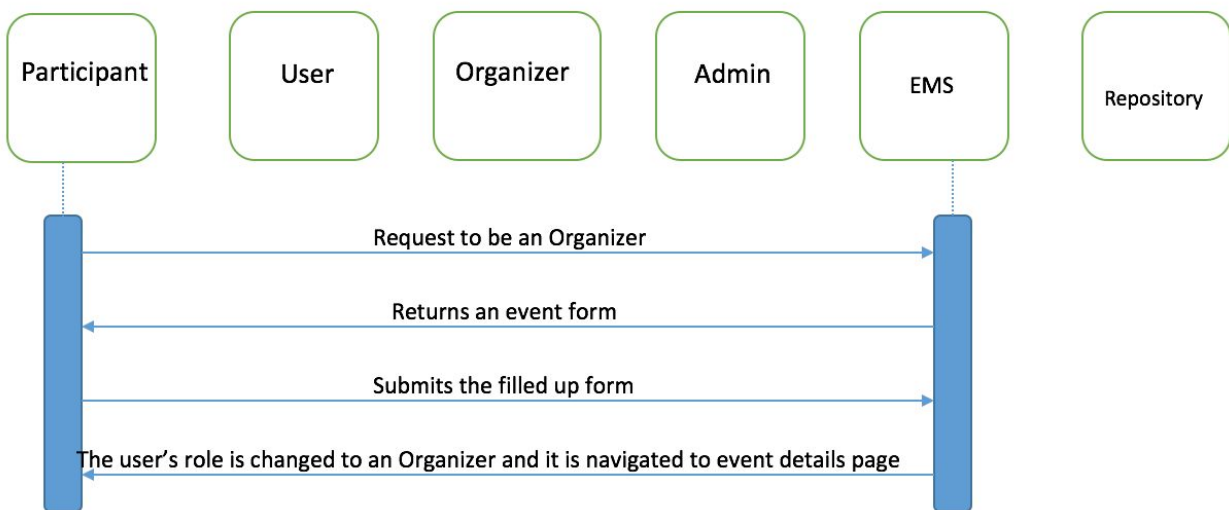 Participant
User
Organizer
Admin
EMS
Repository
Request to be an Organizer
Returns an event form
Submits the filled up form
The user’s role is changed to an Organizer and it is navigated to event details page